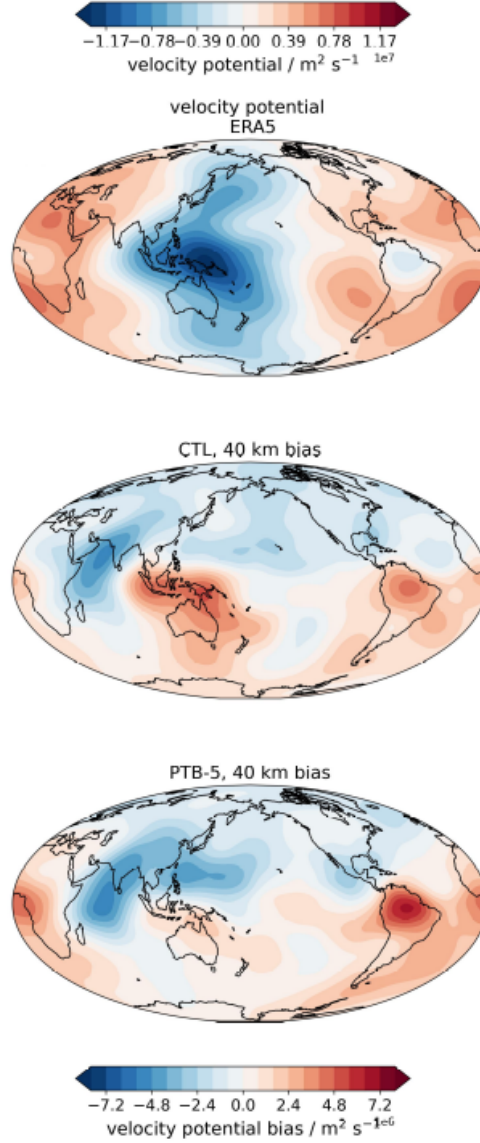 −1.17−0.78−0.39 0.00 0.39 0.78 1.17
velocity potential / m² s⁻¹ 1e7
velocity potential
ERA5
CTL, 40 km bias
PTB-5, 40 km bias
−7.2 −4.8 −2.4 0.0 2.4 4.8 7.2
velocity potential bias / m² s⁻¹ 1e6